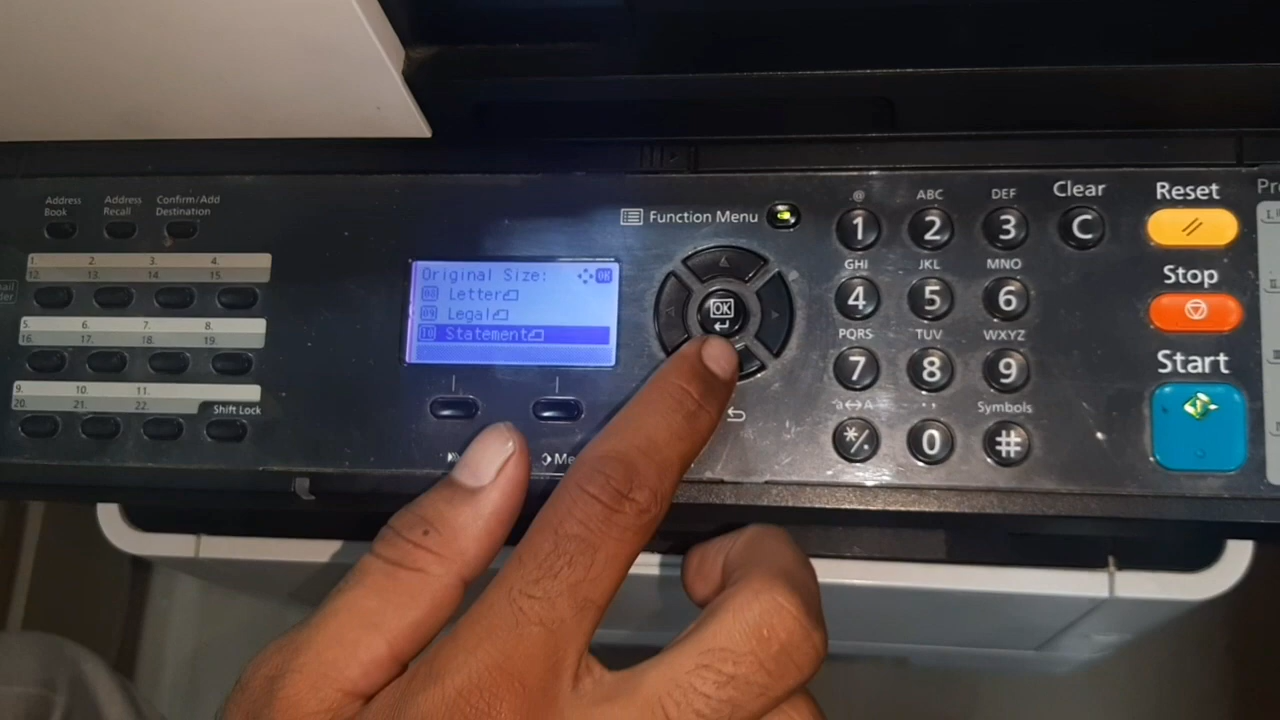 Address Book
Address Recall
Confirm/Add Destination
1. 2. 3. 4.
12. 13. 14. 15.
5. 6. 7. 8.
16. 17. 18. 19.
9. 10. 11.
20. 21. 22. Shift Lock
Original Size: OK
08 Letter
09 Legal
10 Statement
Function Menu
OK
.@ ABC DEF Clear
1 2 3 C
GHI JKL MNO
4 5 6
PQRS TUV WXYZ
7 8 9
a↔A ., Symbols
*/. 0 #
Reset
Stop
Start